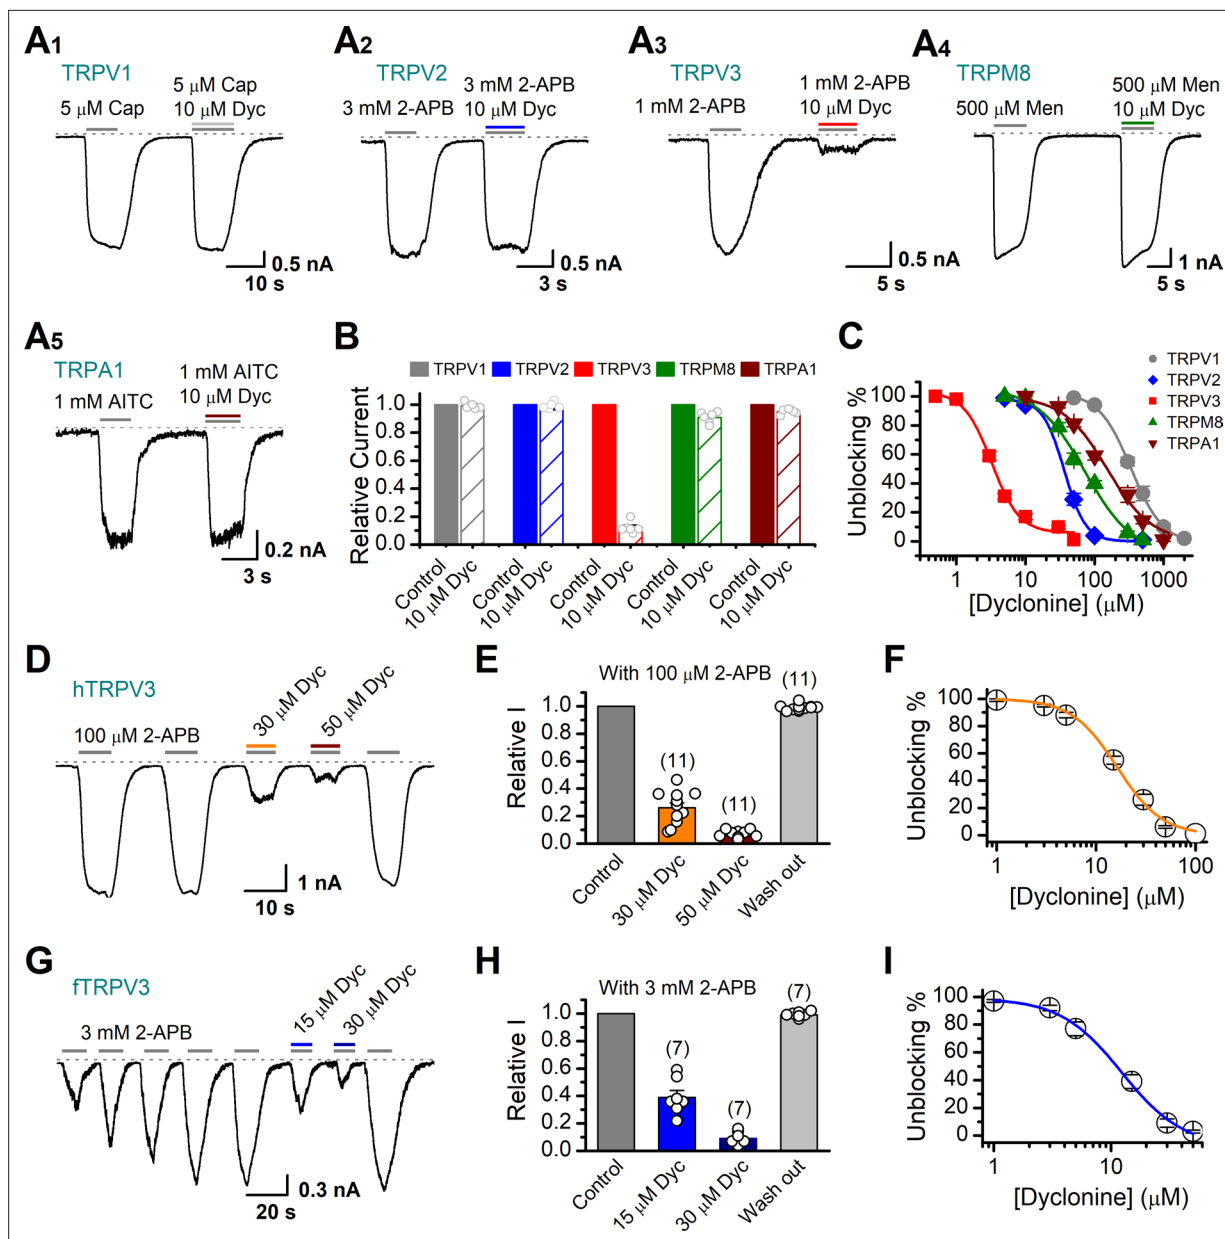 A1
TRPV1
5 μM Cap
5 μM Cap
10 μM Dyc
0.5 nA
10 s
A2
TRPV2
3 mM 2-APB
3 mM 2-APB
10 μM Dyc
0.5 nA
3 s
A3
TRPV3
1 mM 2-APB
1 mM 2-APB
10 μM Dyc
0.5 nA
5 s
A4
TRPM8
500 μM Men
500 μM Men
10 μM Dyc
1 nA
5 s
A5
TRPA1
1 mM AITC
1 mM AITC
10 μM Dyc
0.2 nA
3 s
B
TRPV1 TRPV2 TRPV3 TRPM8 TRPA1
Relative Current
1.0
0.8
0.6
0.4
0.2
0.0
Control
10 μM Dyc
Control
10 μM Dyc
Control
10 μM Dyc
Control
10 μM Dyc
Control
10 μM Dyc
C
TRPV1
TRPV2
TRPV3
TRPM8
TRPA1
Unblocking %
100
80
60
40
20
0
1 10 100 1000
[Dyclonine] (μM)
D
hTRPV3
100 μM 2-APB
30 μM Dyc
50 μM Dyc
1 nA
10 s
E
With 100 μM 2-APB
Relative I
1.0
0.8
0.6
0.4
0.2
0.0
(11)
(11)
(11)
Control
30 μM Dyc
50 μM Dyc
Wash out
F
Unblocking %
100
80
60
40
20
0
1 10 100
[Dyclonine] (μM)
G
fTRPV3
3 mM 2-APB
15 μM Dyc
30 μM Dyc
0.3 nA
20 s
H
With 3 mM 2-APB
Relative I
1.0
0.8
0.6
0.4
0.2
0.0
(7)
(7)
(7)
Control
15 μM Dyc
30 μM Dyc
Wash out
I
Unblocking %
100
80
60
40
20
0
1 10
[Dyclonine] (μM)